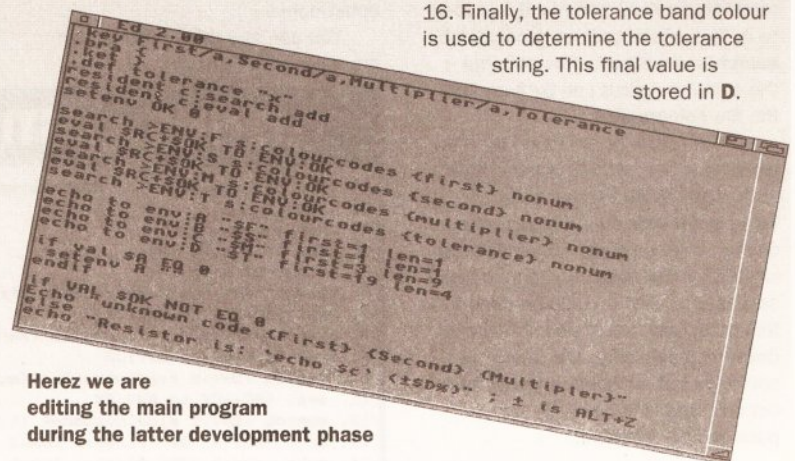 16. Finally, the tolerance band colour
is used to determine the tolerance
string. This final value is
stored in D.
Ed 2.00
.key First/a,Second/a,Multiplier/a,Tolerance
.bra {
.ket }
.def tolerance "x"
resident c:search add
resident c:eval add
setenv OK 0
search >ENV:F s:colourcodes {first} nonum
eval $RC+$OK TO ENV:OK
search >ENV:S s:colourcodes {second} nonum
eval $RC+$OK TO ENV:OK
search >ENV:M s:colourcodes {multiplier} nonum
eval $RC+$OK TO ENV:OK
search >ENV:T s:colourcodes {tolerance} nonum
echo to env:A "$F" first=1 len=1
echo to env:B "$S" first=1 len=1
echo to env:C "$M" first=3 len=9
echo to env:D "$T" first=19 len=4
if val $A EQ 0
setenv A
endif
if VAL $OK NOT EQ 0
Echo "unknown code {First} {Second} {Multipler}"
else
echo "Resistor is: `echo $c` (±$D%)" ; ± is ALT+Z
Herez we are
editing the main program
during the latter development phase